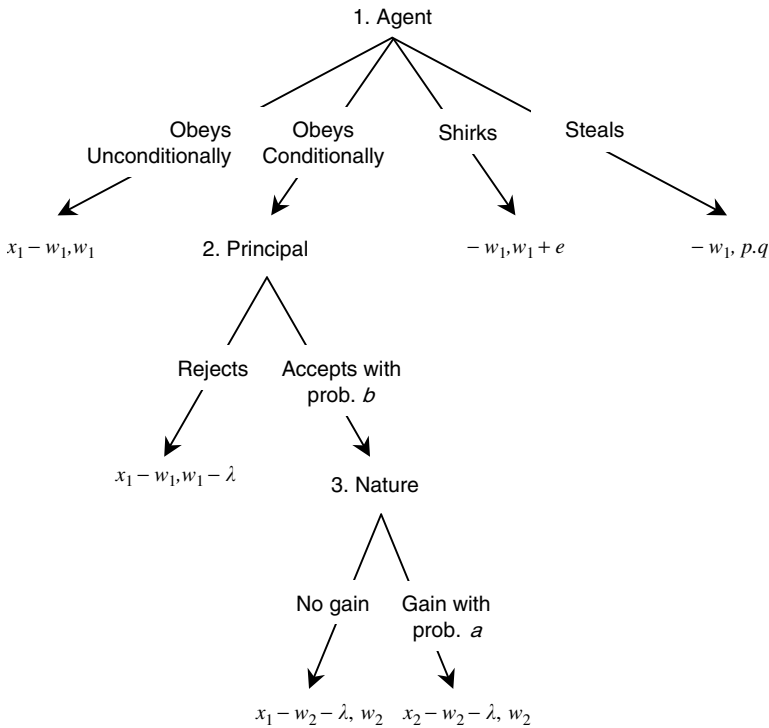 1. Agent
Obeys Unconditionally
Obeys Conditionally
Shirks
Steals
x₁ – w₁,w₁
2. Principal
– w₁,w₁ + e
– w₁, p.q
Rejects
Accepts with prob. b
x₁ – w₁,w₁ – λ
3. Nature
No gain
Gain with prob. a
x₁ – w₂ – λ, w₂
x₂ – w₂ – λ, w₂